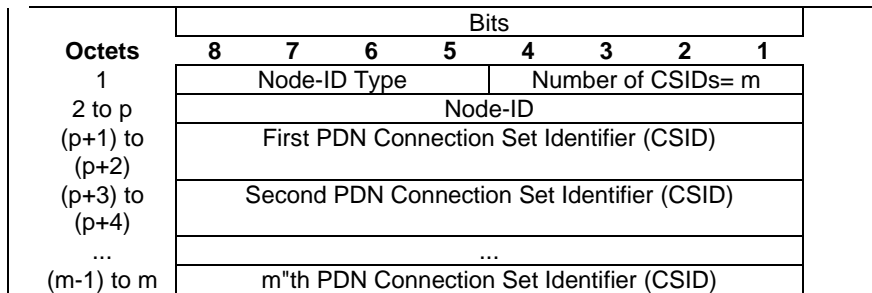 Bits
Octets 8 7 6 5 4 3 2 1
1 Node-ID Type Number of CSIDs= m
2 to p Node-ID
(p+1) to First PDN Connection Set Identifier (CSID)
(p+2)
(p+3) to Second PDN Connection Set Identifier (CSID)
(p+4)
... ...
(m-1) to m m"th PDN Connection Set Identifier (CSID)